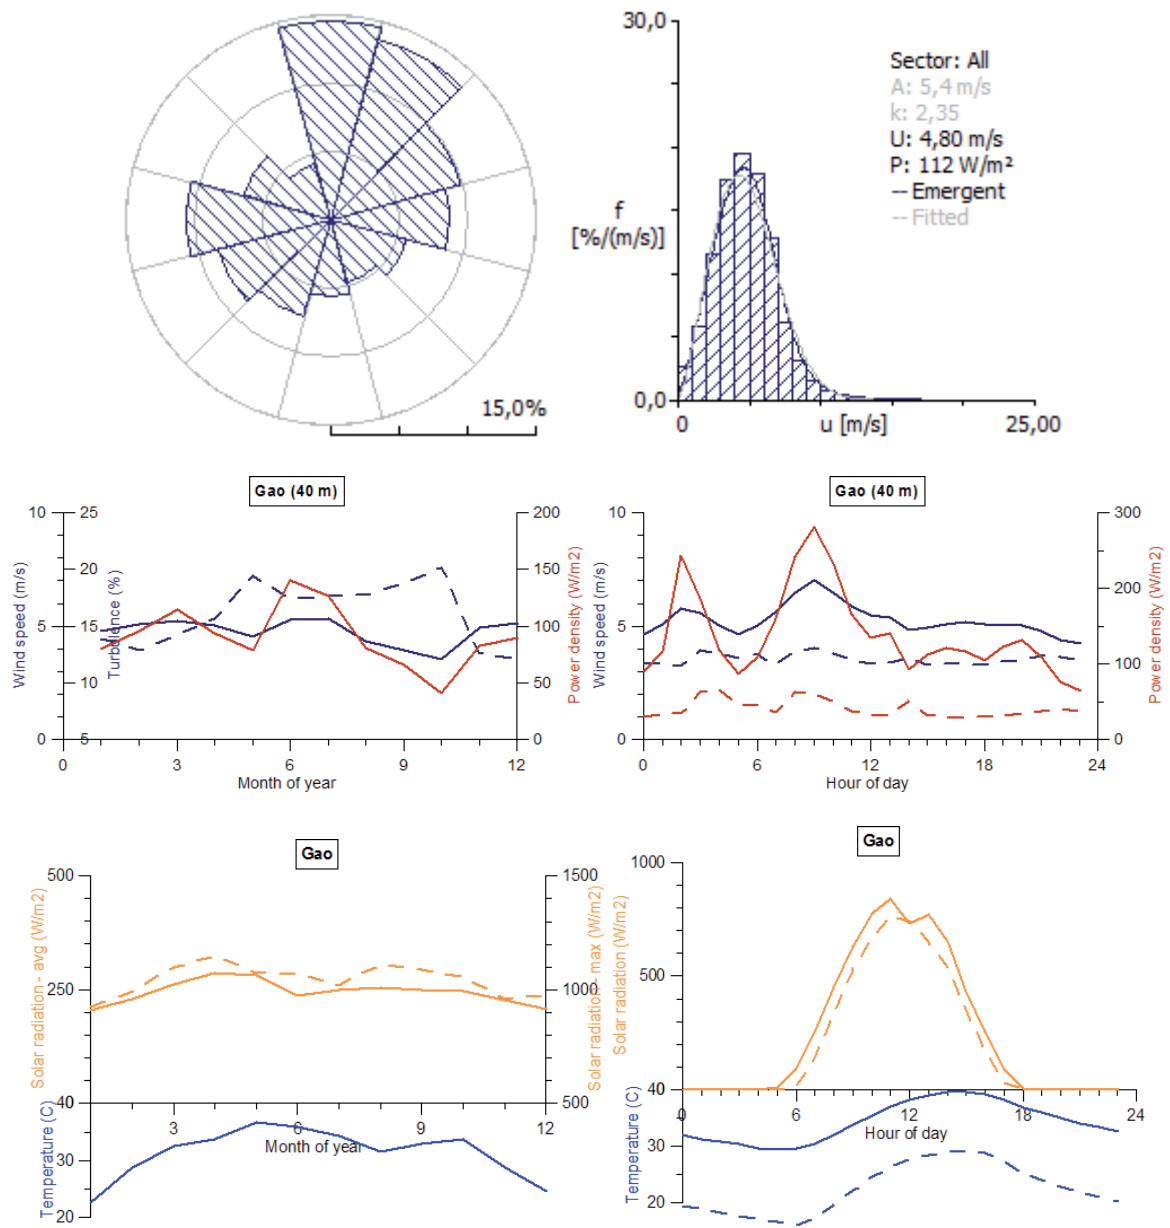 15,0%
30,0
f
[%/(m/s)]
0,0
0
u [m/s]
25,00
Sector: All
A: 5,4 m/s
k: 2,35
U: 4,80 m/s
P: 112 W/m²
-- Emergent
-- Fitted
Gao (40 m)
10
5
0
Wind speed (m/s)
25
20
15
10
5
Turbulence (%)
200
150
100
50
0
Power density (W/m2)
0
3
6
9
12
Month of year
Gao (40 m)
10
5
0
Wind speed (m/s)
300
200
100
0
Power density (W/m2)
0
6
12
18
24
Hour of day
Gao
500
250
Solar radiation - avg (W/m2)
1500
1000
500
Solar radiation - max (W/m2)
40
30
20
Temperature (C)
3
6
9
12
Month of year
Gao
1000
500
Solar radiation (W/m2)
40
30
20
Temperature (C)
0
6
12
18
24
Hour of day